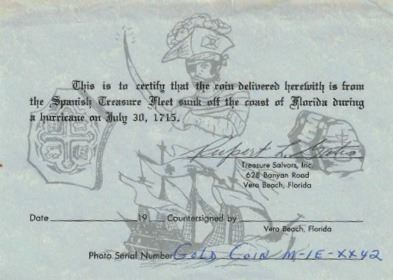 This is to certify that the coin delivered herewith is from
the Spanish Treasure Fleet sunk off the coast of Florida during
a hurricane on July 30, 1715.
Rupert
Treasure Salvors, Inc.
628 Banyan Road
Vero Beach, Florida
Date 19 Countersigned by
Vero Beach, Florida
Photo Serial Number GOLD COIN M-1E-XX42